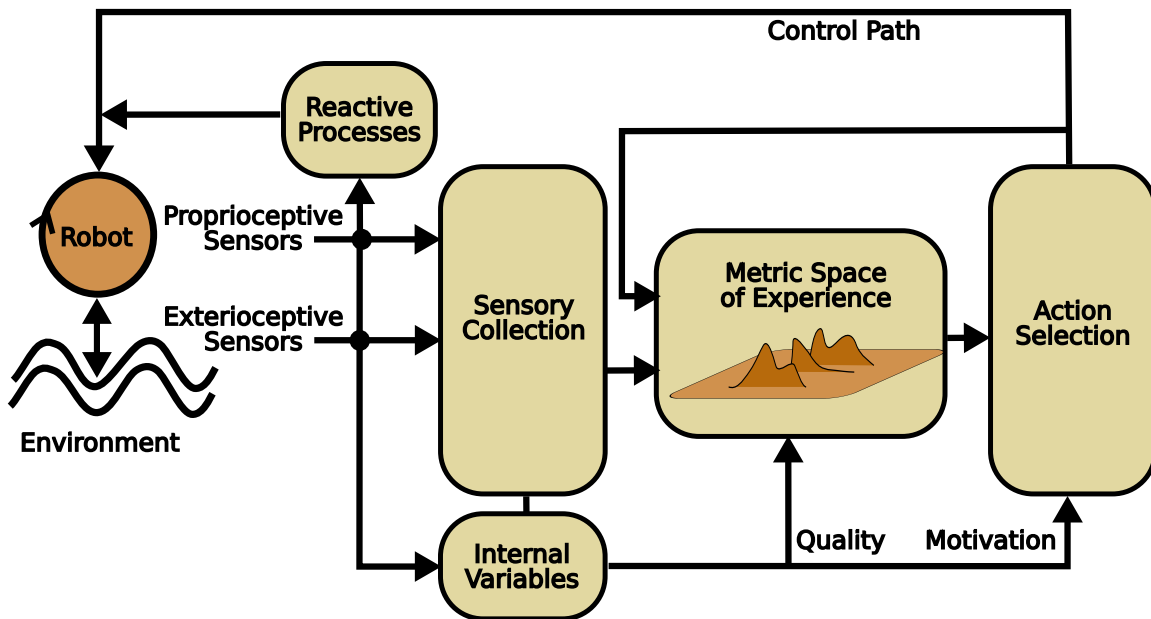 Control Path
Reactive
Processes
Proprioceptive
Sensors
Robot
Exterioceptive
Sensors
Environment
Sensory
Collection
Metric Space
of Experience
Action
Selection
Internal
Variables
Quality
Motivation